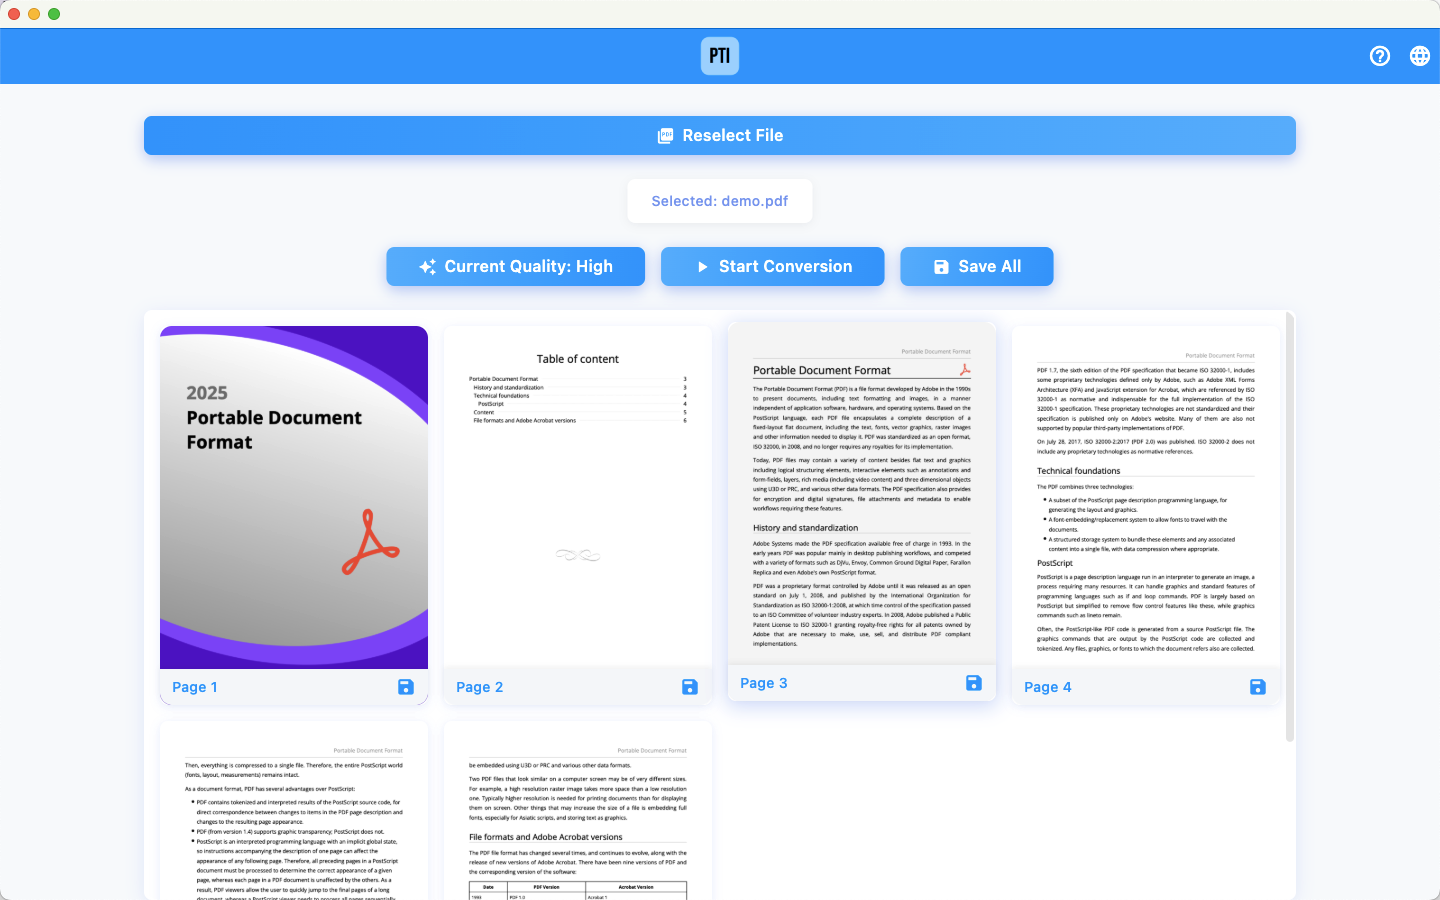 PTI
Reselect File
Selected: demo.pdf
Current Quality: High
Start Conversion
Save All
2025
Portable Document
Format
Page 1
Table of content
Portable Document Format 3
History and standardization 3
Technical foundations 4
PostScript 4
Content 5
File formats and Adobe Acrobat versions 6
Page 2
Portable Document Format
Portable Document Format
The Portable Document Format (PDF) is a file format developed by Adobe in the 1990s
to present documents, including text formatting and images, in a manner
independent of application software, hardware, and operating systems. Based on the
PostScript language, each PDF file encapsulates a complete description of a
fixed-layout flat document, including the text, fonts, vector graphics, raster images
and other information needed to display it. PDF was standardized as an open format,
ISO 32000, in 2008, and no longer requires any royalties for its implementation.
Today, PDF files may contain a variety of content besides flat text and graphics
including logical structuring elements, interactive elements such as annotations and
form-fields, layers, rich media (including video content) and three dimensional objects
using U3D or PRC, and various other data formats. The PDF specification also provides
for encryption and digital signatures, file attachments and metadata to enable
workflows requiring these features.
History and standardization
Adobe Systems made the PDF specification available free of charge in 1993. In the
early years PDF was popular mainly in desktop publishing workflows, and competed
with a variety of formats such as DjVu, Envoy, Common Ground Digital Paper, Farallon
Replica and even Adobe's own PostScript format.
PDF was a proprietary format controlled by Adobe until it was released as an open
standard on July 1, 2008, and published by the International Organization for
Standardization as ISO 32000-1:2008, at which time control of the specification passed
to an ISO Committee of volunteer industry experts. In 2008, Adobe published a Public
Patent License to ISO 32000-1 granting royalty-free rights for all patents owned by
Adobe that are necessary to make, use, sell, and distribute PDF compliant
implementations.
Page 3
Portable Document Format
PDF 1.7, the sixth edition of the PDF specification that became ISO 32000-1, includes
some proprietary technologies defined only by Adobe, such as Adobe XML Forms
Architecture (XFA) and JavaScript extension for Acrobat, which are referenced by ISO
32000-1 as normative and indispensable for the full implementation of the ISO
32000-1 specification. These proprietary technologies are not standardized and their
specification is published only on Adobe's website. Many of them are also not
supported by popular third-party implementations of PDF.
On July 28, 2017, ISO 32000-2:2017 (PDF 2.0) was published. ISO 32000-2 does not
include any proprietary technologies as normative references.
Technical foundations
The PDF combines three technologies:
• A subset of the PostScript page description programming language, for
generating the layout and graphics.
• A font-embedding/replacement system to allow fonts to travel with the
documents.
• A structured storage system to bundle these elements and any associated
content into a single file, with data compression where appropriate.
PostScript
PostScript is a page description language run in an interpreter to generate an image, a
process requiring many resources. It can handle graphics and standard features of
programming languages such as if and loop commands. PDF is largely based on
PostScript but simplified to remove flow control features like these, while graphics
commands such as lineto remain.
Often, the PostScript-like PDF code is generated from a source PostScript file. The
graphics commands that are output by the PostScript code are collected and
tokenized. Any files, graphics, or fonts to which the document refers also are collected.
Page 4
Portable Document Format
Then, everything is compressed to a single file. Therefore, the entire PostScript world
(fonts, layout, measurements) remains intact.
As a document format, PDF has several advantages over PostScript:
• PDF contains tokenized and interpreted results of the PostScript source code, for
direct correspondence between changes to items in the PDF page description and
changes to the resulting page appearance.
• PDF (from version 1.4) supports graphic transparency; PostScript does not.
• PostScript is an interpreted programming language with an implicit global state,
so instructions accompanying the description of one page can affect the
appearance of any following page. Therefore, all preceding pages in a PostScript
document must be processed to determine the correct appearance of a given
page, whereas each page in a PDF document is unaffected by the others. As a
result, PDF viewers allow the user to quickly jump to the final pages of a long
document, whereas a PostScript viewer needs to process all pages sequentially
Portable Document Format
be embedded using U3D or PRC and various other data formats.
Two PDF files that look similar on a computer screen may be of very different sizes.
For example, a high resolution raster image takes more space than a low resolution
one. Typically higher resolution is needed for printing documents than for displaying
them on screen. Other things that may increase the size of a file is embedding full
fonts, especially for Asiatic scripts, and storing text as graphics.
File formats and Adobe Acrobat versions
The PDF file format has changed several times, and continues to evolve, along with the
release of new versions of Adobe Acrobat. There have been nine versions of PDF and
the corresponding version of the software:
Date PDF Version Acrobat Version
1993 PDF 1.0 Acrobat 1